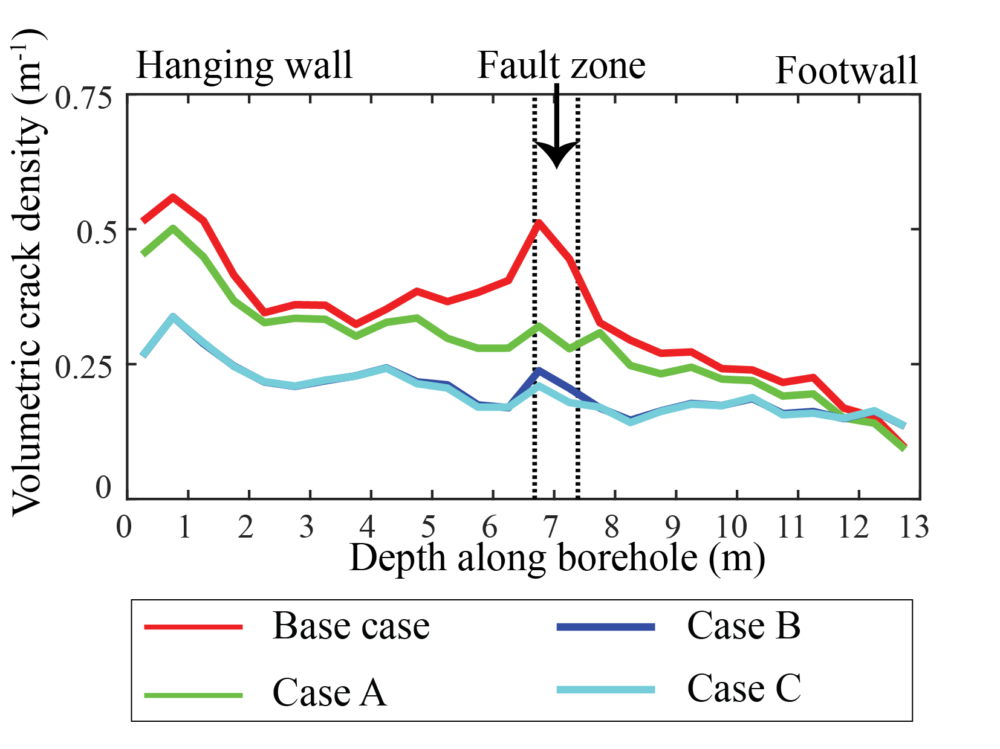 Hanging wall
Fault zone
Footwall
Volumetric crack density (m-1)
0.75
0.5
0.25
0
0 1 2 3 4 5 6 7 8 9 10 11 12 13
Depth along borehole (m)
Base case
Case B
Case A
Case C